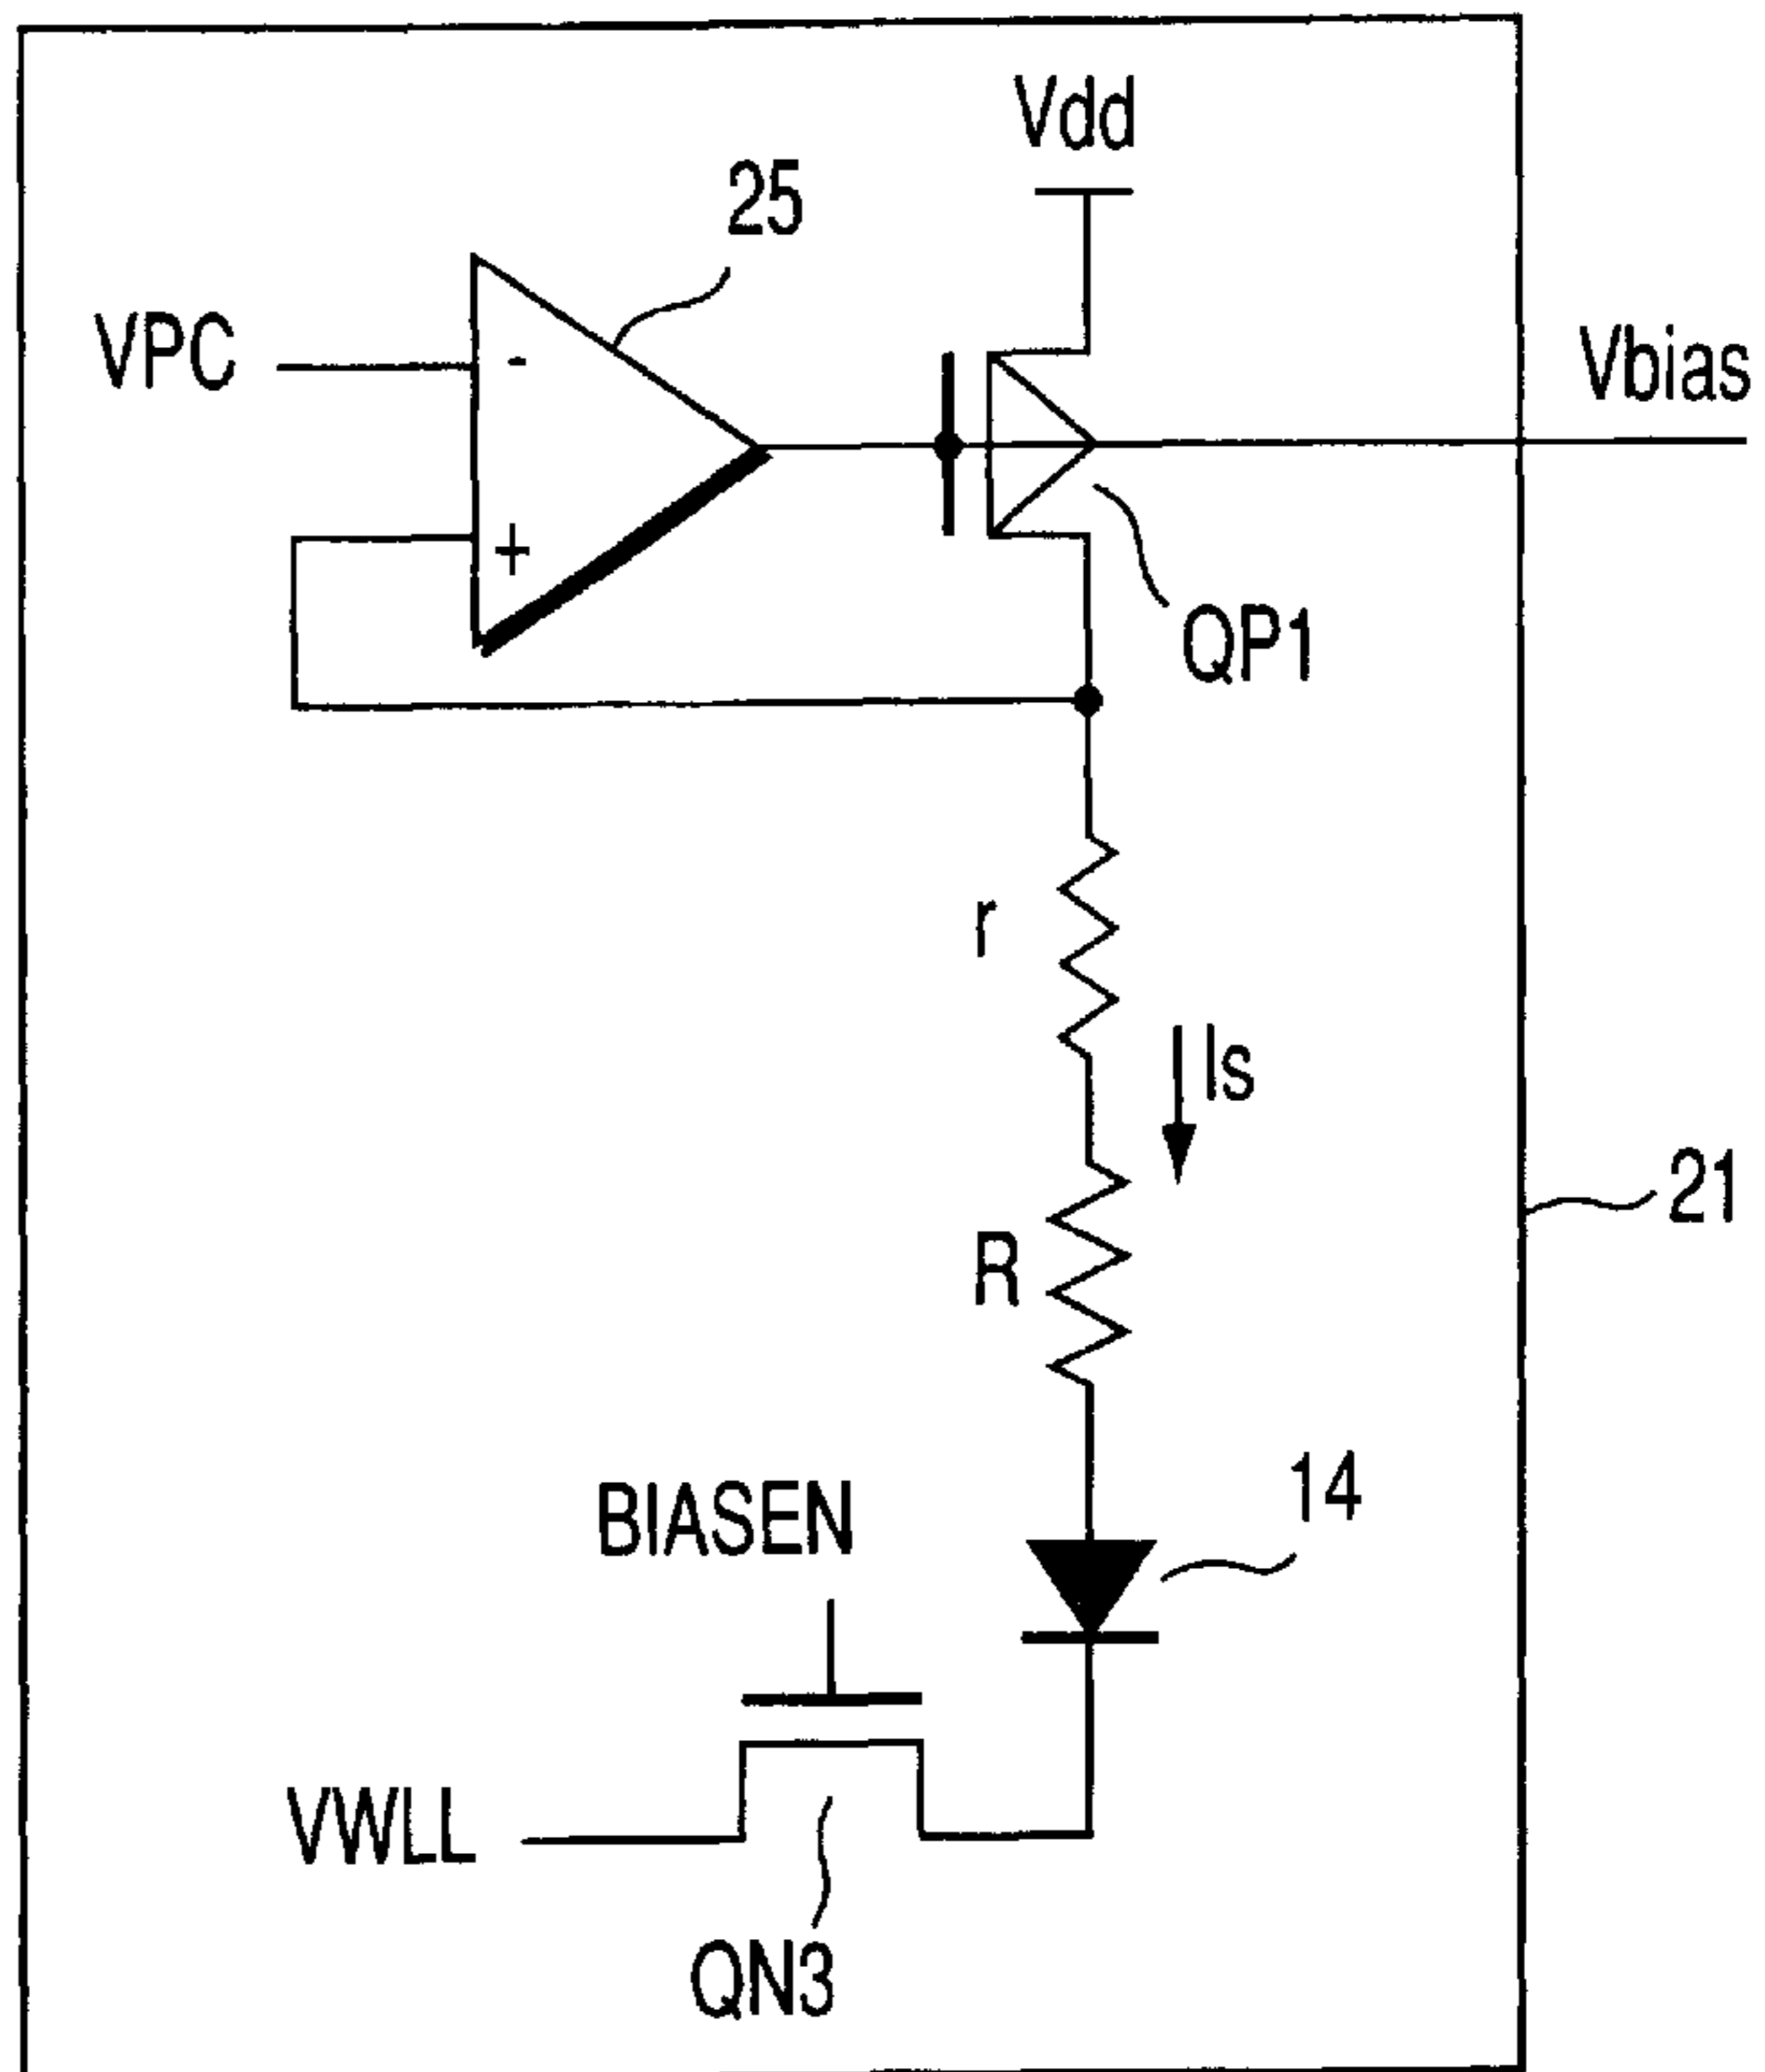 Vdd
25
VPC
-
Vbias
+
QP1
r
Is
21
R
14
BIASEN
VWLL
QN3